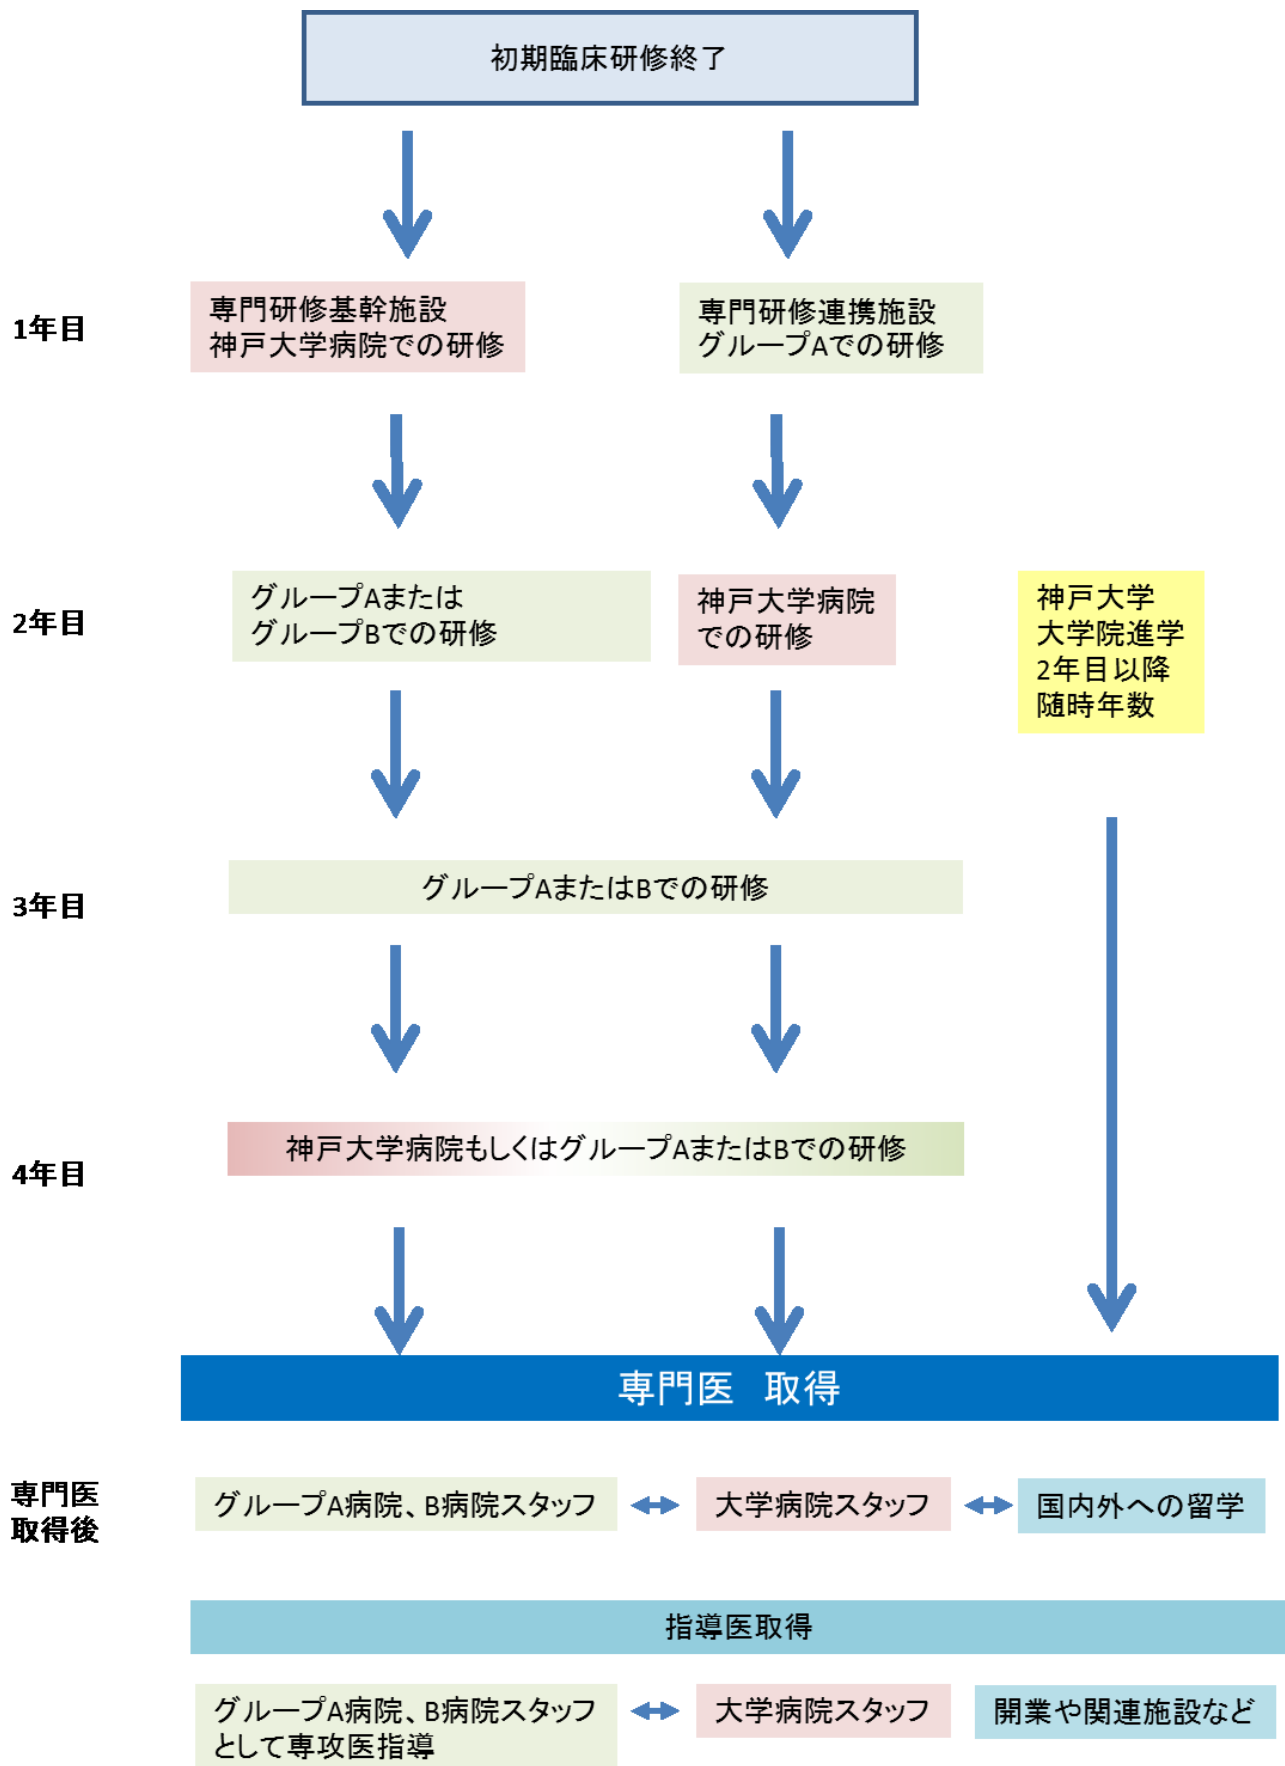 初期臨床研修終了
1年目
専門研修基幹施設
神戸大学病院での研修
専門研修連携施設
グループAでの研修
2年目
グループAまたは
グループBでの研修
神戸大学病院
での研修
神戸大学
大学院進学
2年目以降
随時年数
3年目
グループAまたはBでの研修
4年目
神戸大学病院もしくはグループAまたはBでの研修
専門医　取得
専門医
取得後
グループA病院、B病院スタッフ
大学病院スタッフ
国内外への留学
指導医取得
グループA病院、B病院スタッフ
として専攻医指導
大学病院スタッフ
開業や関連施設など